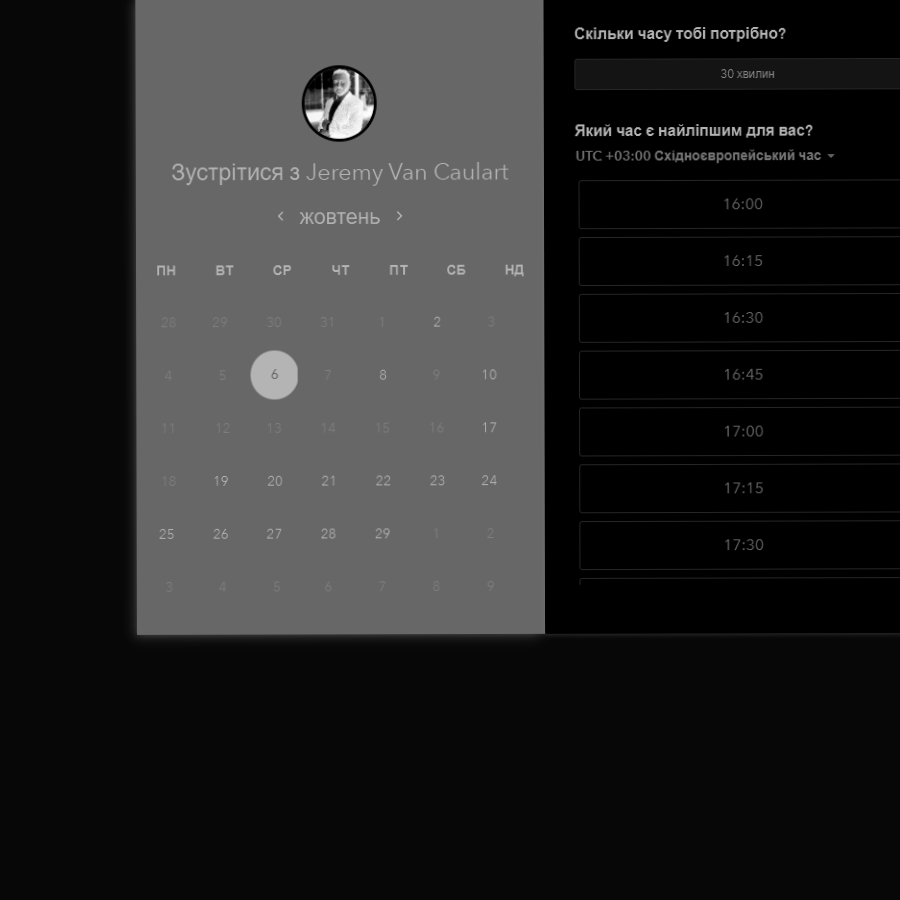 Зустрітися з Jeremy Van Caulart
жовтень
ПН ВТ СР ЧТ ПТ СБ НД
28 29 30 31 1 2 3
4 5 6 7 8 9 10
11 12 13 14 15 16 17
18 19 20 21 22 23 24
25 26 27 28 29 1 2
3 4 5 6 7 8 9
Скільки часу тобі потрібно?
30 хвилин
Який час є найліпшим для вас?
UTC +03:00 Східноєвропейський час
16:00
16:15
16:30
16:45
17:00
17:15
17:30